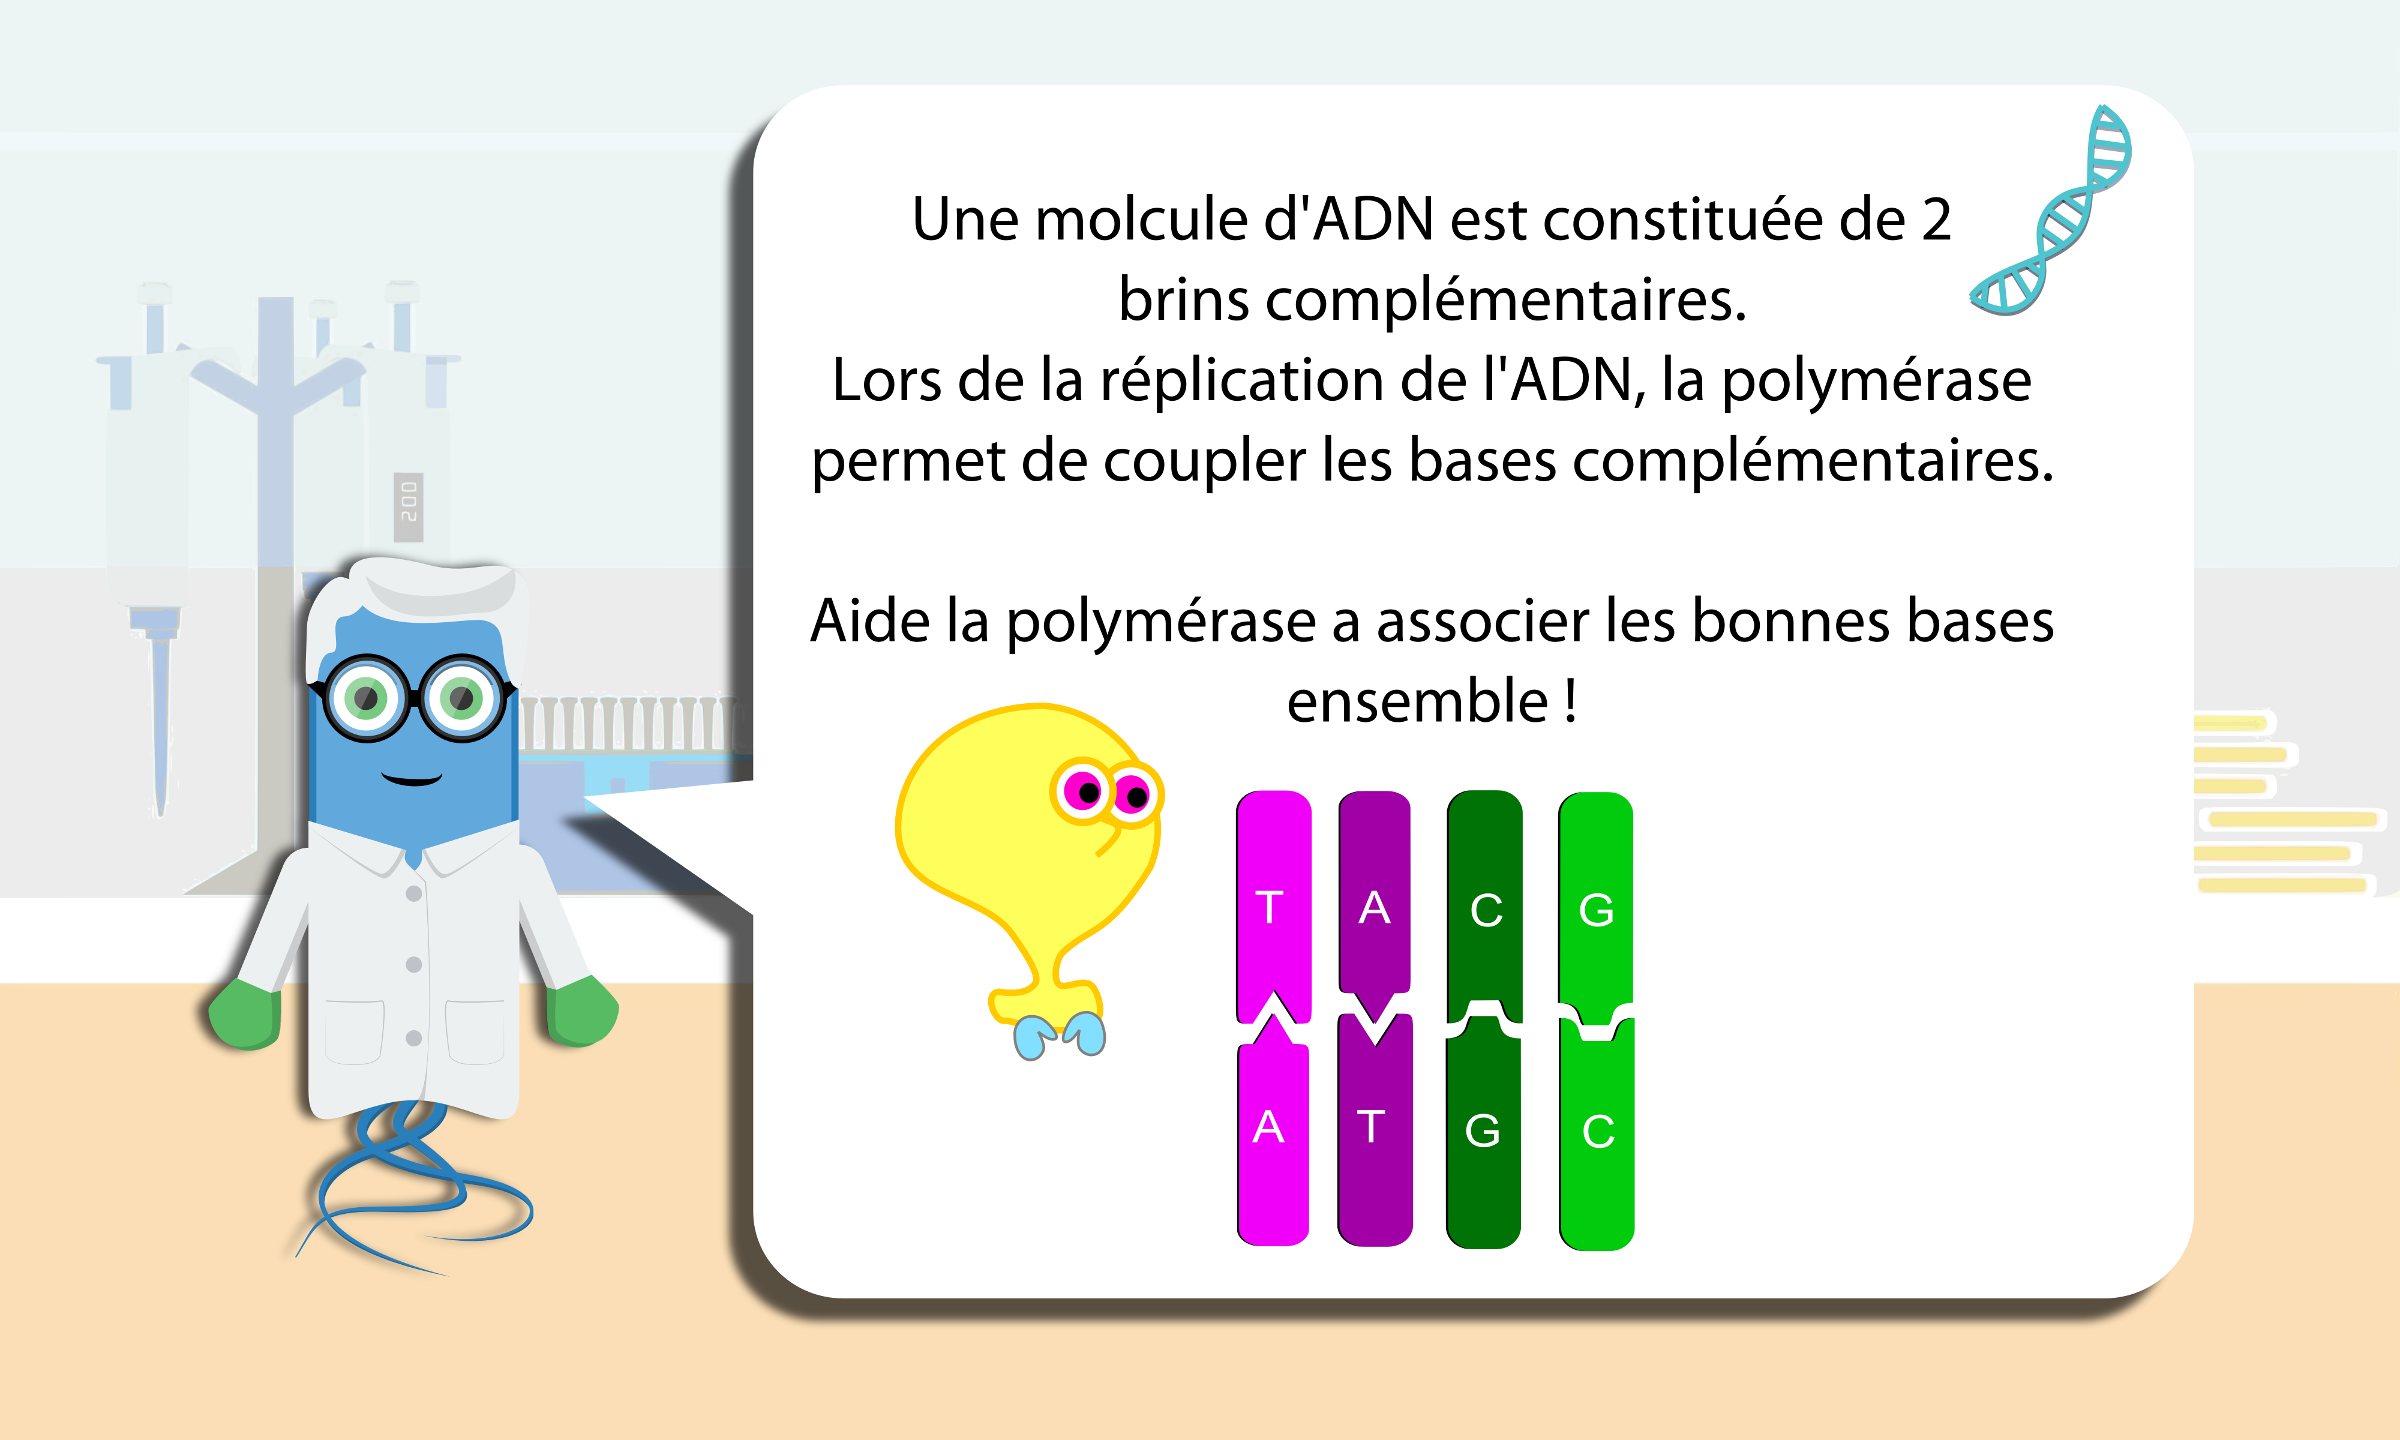 Une molcule d'ADN est constituée de 2
brins complémentaires.
Lors de la réplication de l'ADN, la polymérase
permet de coupler les bases complémentaires.
Aide la polymérase a associer les bonnes bases
ensemble !
200
T A C G
A T G C